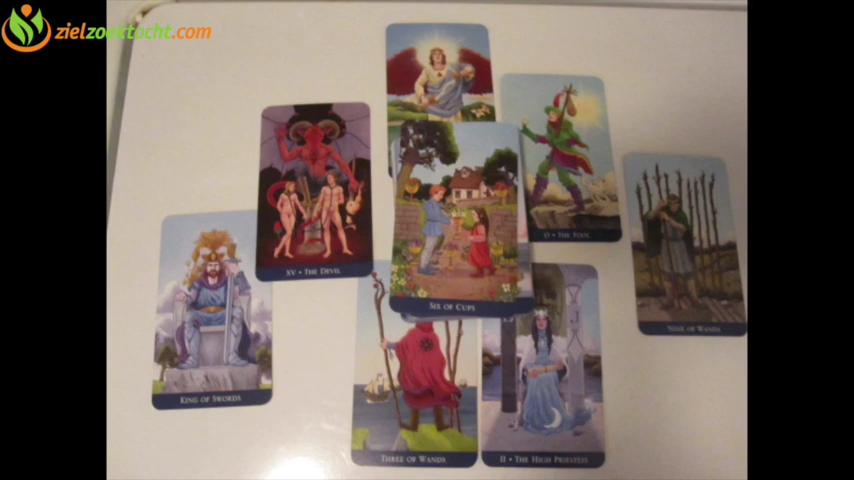 zielzoektocht.com
O • THE FOOL
XV • THE DEVIL
SIX OF CUPS
NINE OF WANDS
KING OF SWORDS
THREE OF WANDS
II • THE HIGH PRIESTESS